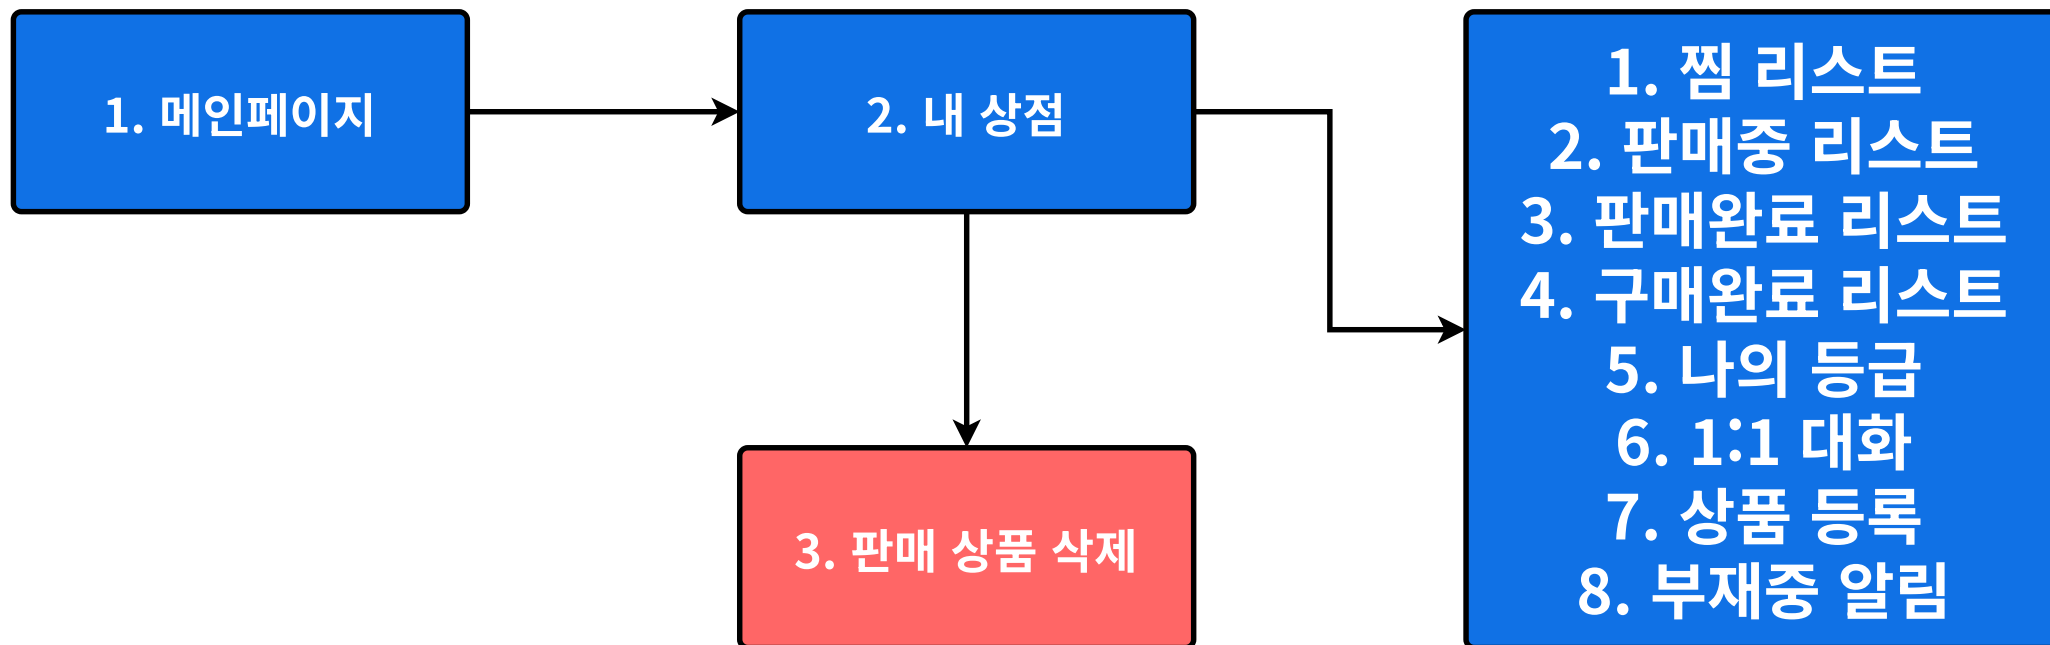 1. 메인페이지
2. 내 상점
3. 판매 상품 삭제
1. 찜 리스트
2. 판매중 리스트
3. 판매완료 리스트
4. 구매완료 리스트
5. 나의 등급
6. 1:1 대화
7. 상품 등록
8. 부재중 알림